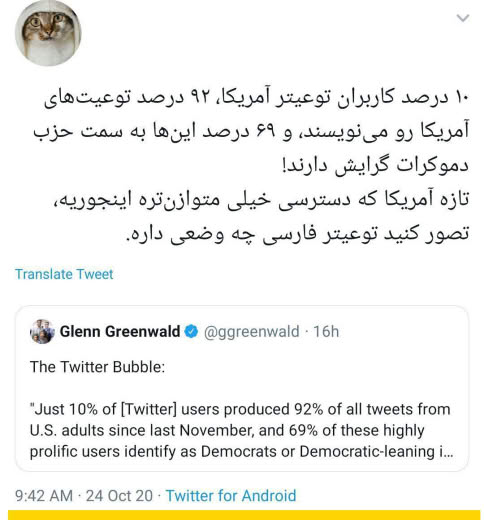 ۱۰ درصد کاربران توعیتر آمریکا، ۹۲ درصد توعیت‌های
آمریکا رو می‌نویسند، و ۶۹ درصد این‌ها به سمت حزب
دموکرات گرایش دارند!
تازه آمریکا که دسترسی خیلی متوازن‌تره اینجوریه،
تصور کنید توعیتر فارسی چه وضعی داره.
Translate Tweet
Glenn Greenwald @ggreenwald · 16h
The Twitter Bubble:
"Just 10% of [Twitter] users produced 92% of all tweets from
U.S. adults since last November, and 69% of these highly
prolific users identify as Democrats or Democratic-leaning i...
9:42 AM · 24 Oct 20 · Twitter for Android